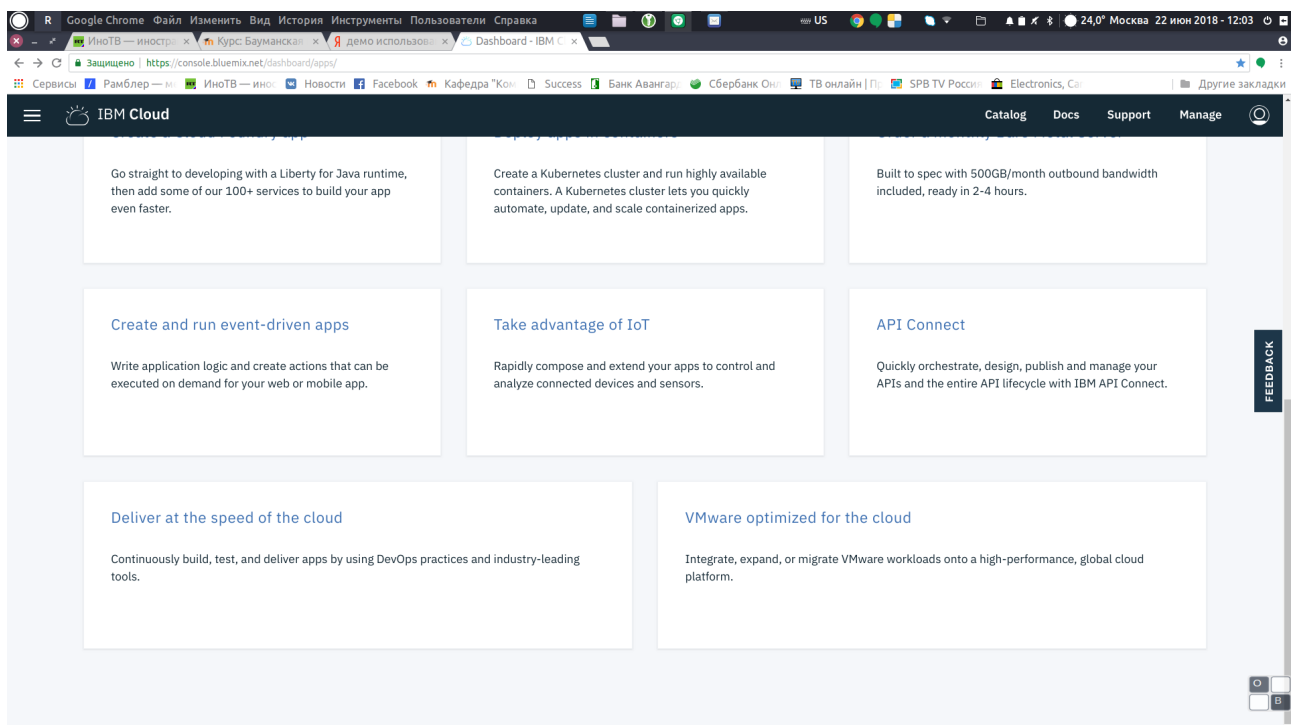 R Google Chrome Файл Изменить Вид История Инструменты Пользователи Справка US 24,0° Москва 22 июн 2018 - 12:03
ИноТВ — иностра Курс: Бауманская Я демо использова Dashboard - IBM C
Защищено | https://console.bluemix.net/dashboard/apps/
Сервисы Рамблер — м ИноТВ — инос Новости Facebook Кафедра "Ком Success Банк Авангард Сбербанк Онл ТВ онлайн | Пр SPB TV Россия Electronics, Car Другие закладки
IBM Cloud Catalog Docs Support Manage
Go straight to developing with a Liberty for Java runtime,
then add some of our 100+ services to build your app
even faster.
Create a Kubernetes cluster and run highly available
containers. A Kubernetes cluster lets you quickly
automate, update, and scale containerized apps.
Built to spec with 500GB/month outbound bandwidth
included, ready in 2-4 hours.
Create and run event-driven apps
Write application logic and create actions that can be
executed on demand for your web or mobile app.
Take advantage of IoT
Rapidly compose and extend your apps to control and
analyze connected devices and sensors.
API Connect
Quickly orchestrate, design, publish and manage your
APIs and the entire API lifecycle with IBM API Connect.
FEEDBACK
Deliver at the speed of the cloud
Continuously build, test, and deliver apps by using DevOps practices and industry-leading
tools.
VMware optimized for the cloud
Integrate, expand, or migrate VMware workloads onto a high-performance, global cloud
platform.
O
B